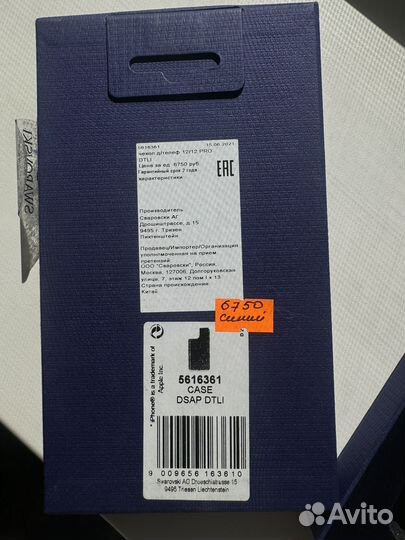 5616361 15.06.2021
чехол д/телеф 12/12 PRO
DTLI
Цена за ед. 6750 руб
Гарантийный срок 2 года
характеристики
EAC
Производитель
Сваровски АГ
Дрошиштрассе, д.15
9495 г. Тризен
Лихтенштейн
Продавец/Импортер/Организация
уполномоченная на прием
претензий
ООО "Сваровски", Россия,
Москва, 127006, Долгоруковская
улица, 7, этаж 12 пом I к 13
Страна происхождения
Китай
6750
синий
SWAROVSKI
* iPhone® is a trademark of
Apple Inc.
5616361
CASE
DSAP DTLI
9 009656 163610
Swarovski AG Droschistrasse 15
9495 Triesen Liechtenstein
Avito